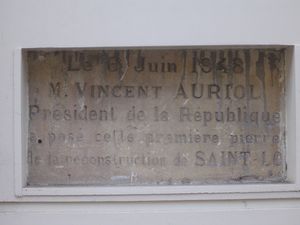 Le 6 Juin 1948
M. VINCENT AURIOL
Président de la République
a posé cette première pierre
de la reconstruction de SAINT-LO